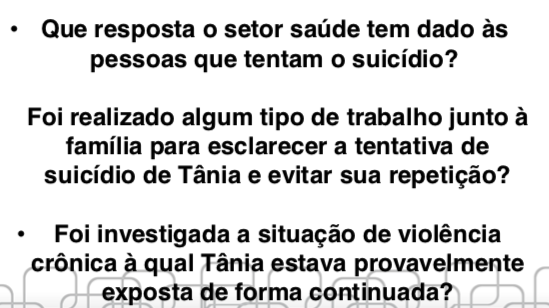 • Que resposta o setor saúde tem dado às
pessoas que tentam o suicídio?
Foi realizado algum tipo de trabalho junto à
família para esclarecer a tentativa de
suicídio de Tânia e evitar sua repetição?
• Foi investigada a situação de violência
crônica à qual Tânia estava provavelmente
exposta de forma continuada?